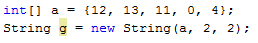 int[] a = {12, 13, 11, 0, 4};
String g = new String(a, 2, 2);